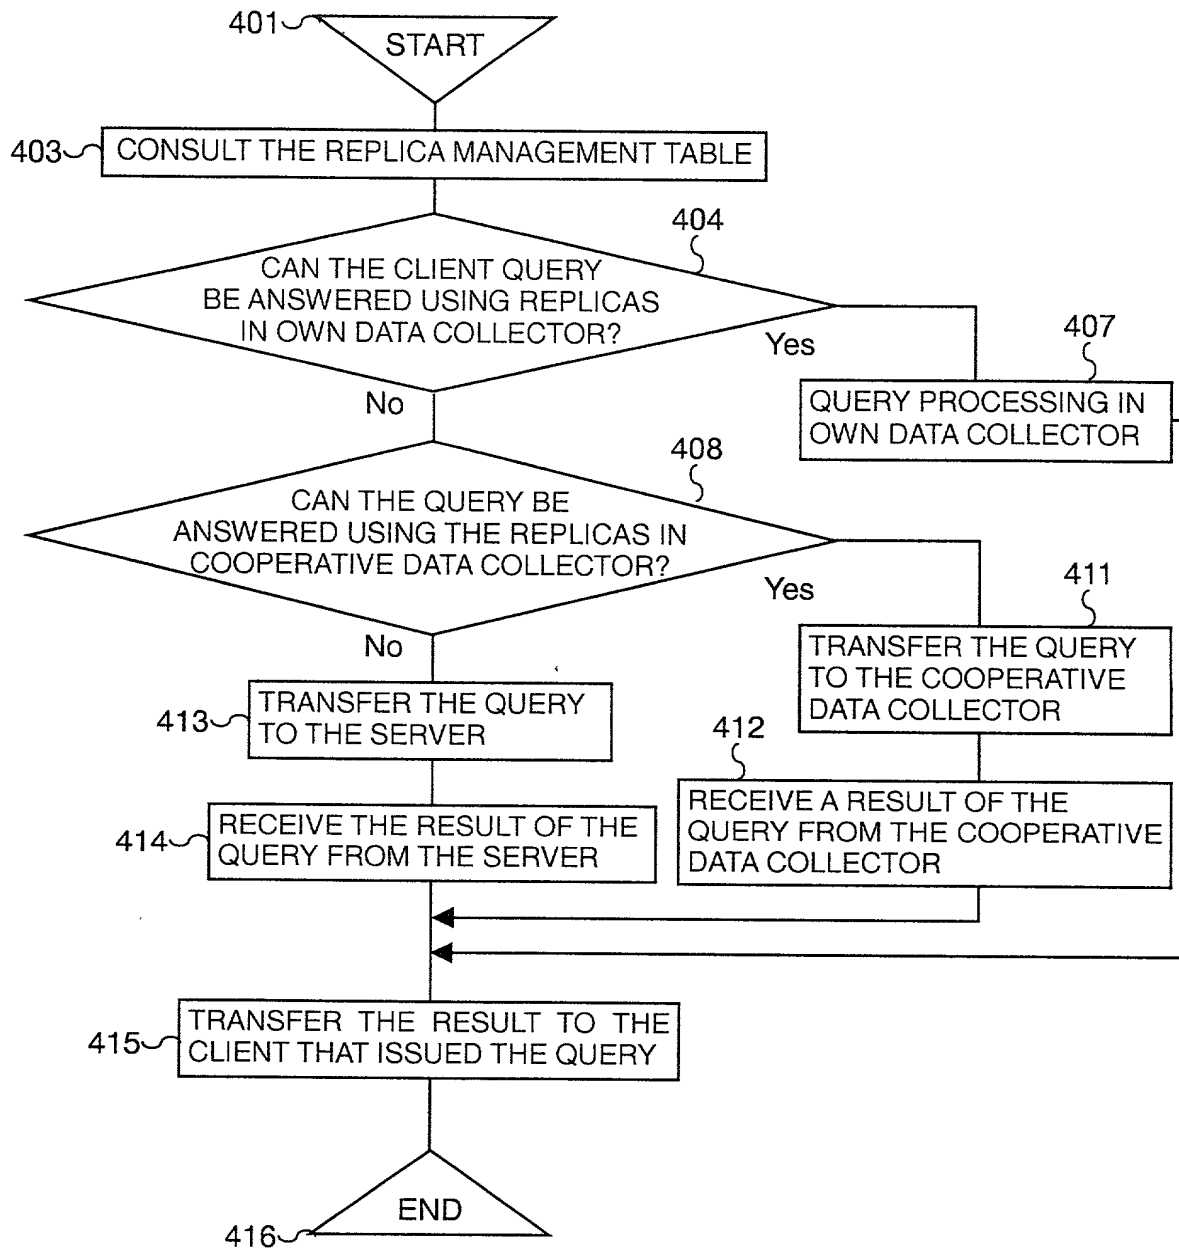 401
START
403
CONSULT THE REPLICA MANAGEMENT TABLE
404
CAN THE CLIENT QUERY
BE ANSWERED USING REPLICAS
IN OWN DATA COLLECTOR?
Yes
407
QUERY PROCESSING IN
OWN DATA COLLECTOR
No
408
CAN THE QUERY BE
ANSWERED USING THE REPLICAS IN
COOPERATIVE DATA COLLECTOR?
Yes
411
TRANSFER THE QUERY
TO THE COOPERATIVE
DATA COLLECTOR
No
413
TRANSFER THE QUERY
TO THE SERVER
412
RECEIVE A RESULT OF THE
QUERY FROM THE COOPERATIVE
DATA COLLECTOR
414
RECEIVE THE RESULT OF THE
QUERY FROM THE SERVER
415
TRANSFER THE RESULT TO THE
CLIENT THAT ISSUED THE QUERY
END
416